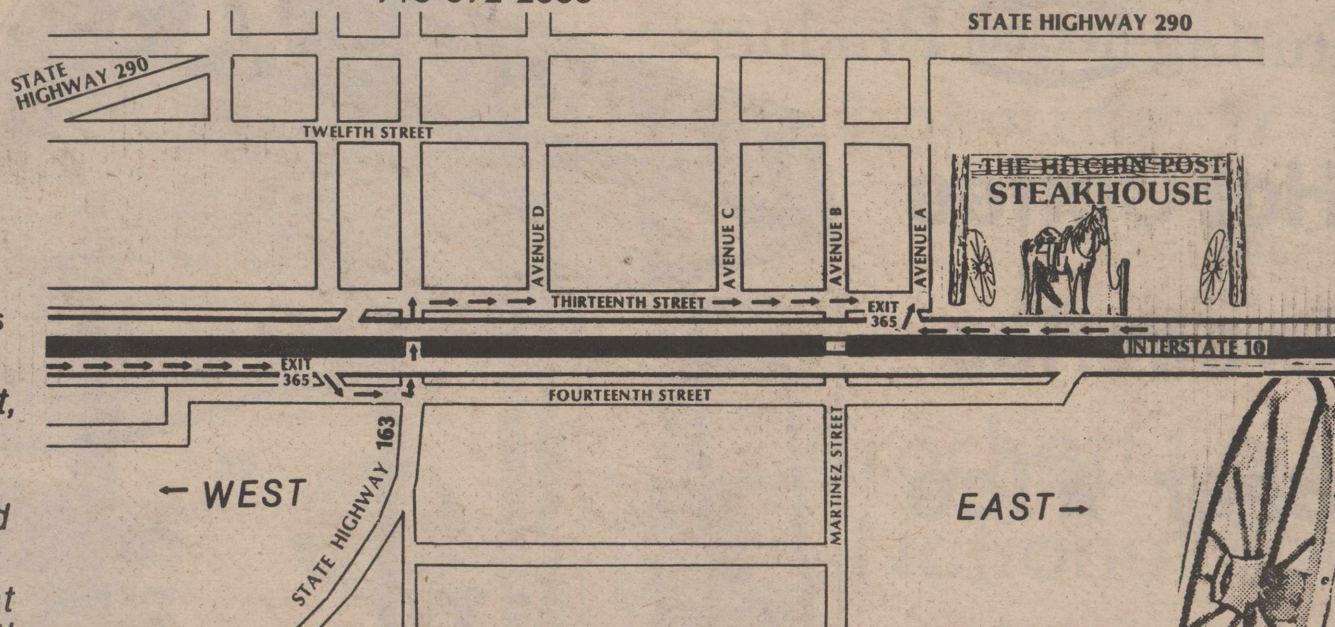 STATE HIGHWAY 290
STATE
HIGHWAY 290
TWELFTH STREET
THE HITCHIN' POST
STEAKHOUSE
AVENUE D
AVENUE C
AVENUE B
AVENUE A
THIRTEENTH STREET
EXIT
365
INTERSTATE 10
EXIT
365
FOURTEENTH STREET
STATE HIGHWAY 163
MARTINEZ STREET
← WEST
EAST →